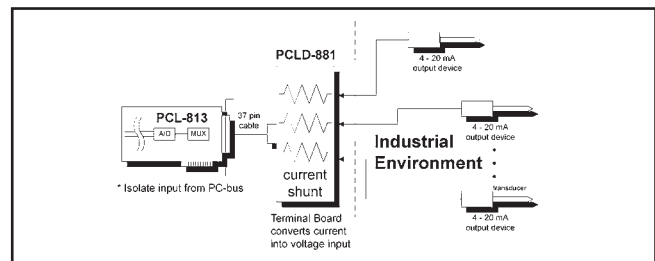 PCLD-881
4 - 20 mA
output device
PCL-813
A/D
MUX
37 pin
cable
* Isolate input from PC-bus
current
shunt
Terminal Board
converts current
into voltage input
Industrial
Environment
4 - 20 mA
output device
transducer
4 - 20 mA
output device